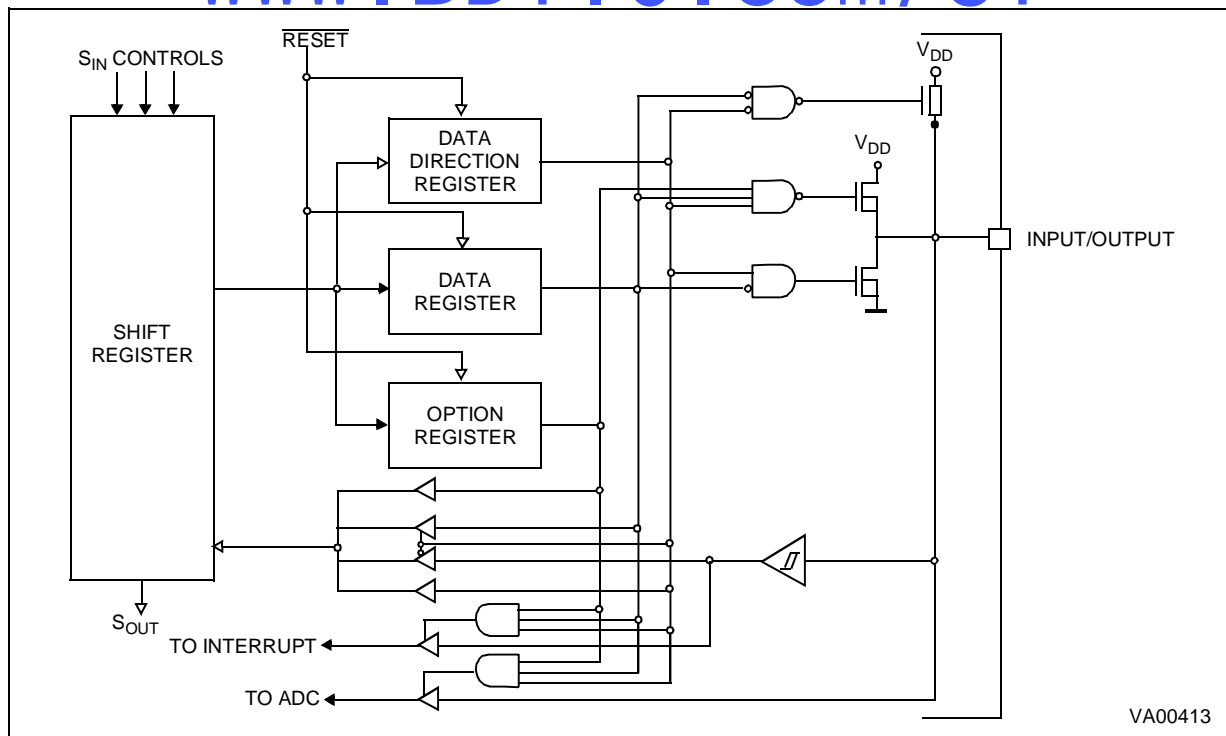 S_IN CONTROLS
RESET
V_DD
DATA
DIRECTION
REGISTER
V_DD
INPUT/OUTPUT
DATA
REGISTER
SHIFT
REGISTER
OPTION
REGISTER
S_OUT
TO INTERRUPT
TO ADC
VA00413